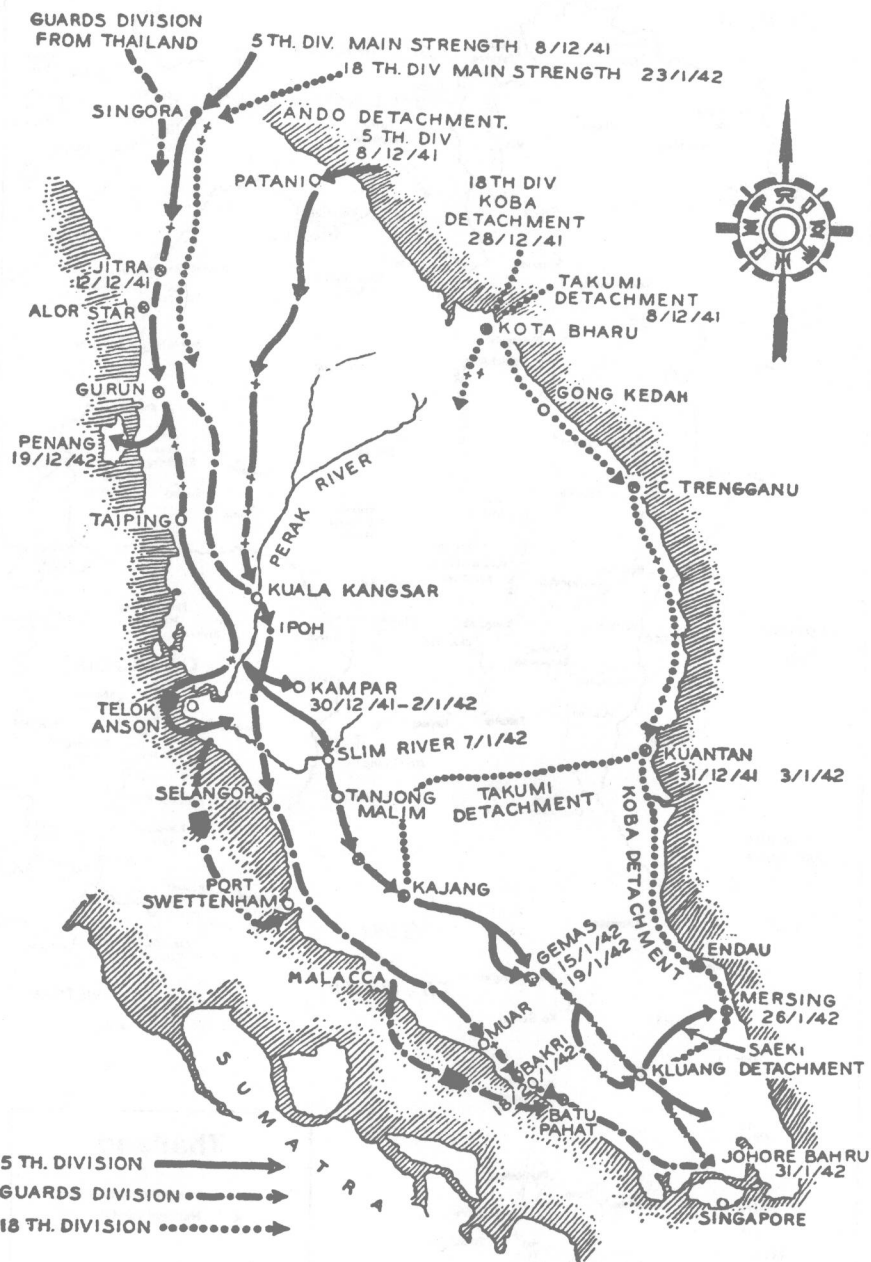 GUARDS DIVISION
FROM THAILAND
5 TH. DIV. MAIN STRENGTH 8/12/41
18 TH. DIV MAIN STRENGTH 23/1/42
SINGORA
ANDO DETACHMENT.
5 TH. DIV
8/12/41
PATANI
18TH DIV
KOBA
DETACHMENT
28/12/41
TAKUMI
DETACHMENT
8/12/41
JITRA
12/12/41
ALOR STAR
KOTA BHARU
GURUN
GONG KEDAH
PENANG
19/12/42
PERAK RIVER
C. TRENGGANU
TAIPING
KUALA KANGSAR
IPOH
KAMPAR
30/12/41-2/1/42
TELOK
ANSON
SLIM RIVER 7/1/42
KUANTAN
31/12/41 3/1/42
SELANGOR
TANJONG
MALIM
TAKUMI
DETACHMENT
KOBA DETACHMENT
PORT
SWETTENHAM
KAJANG
GEMAS
15/1/42
19/1/42
ENDAU
MALACCA
MERSING
26/1/42
MUAR
BAKRI
18/20/1/42
SAEKI
DETACHMENT
KLUANG
BATU
PAHAT
SUMATRA
JOHORE BAHRU
31/1/42
SINGAPORE
5 TH. DIVISION
GUARDS DIVISION
18 TH. DIVISION